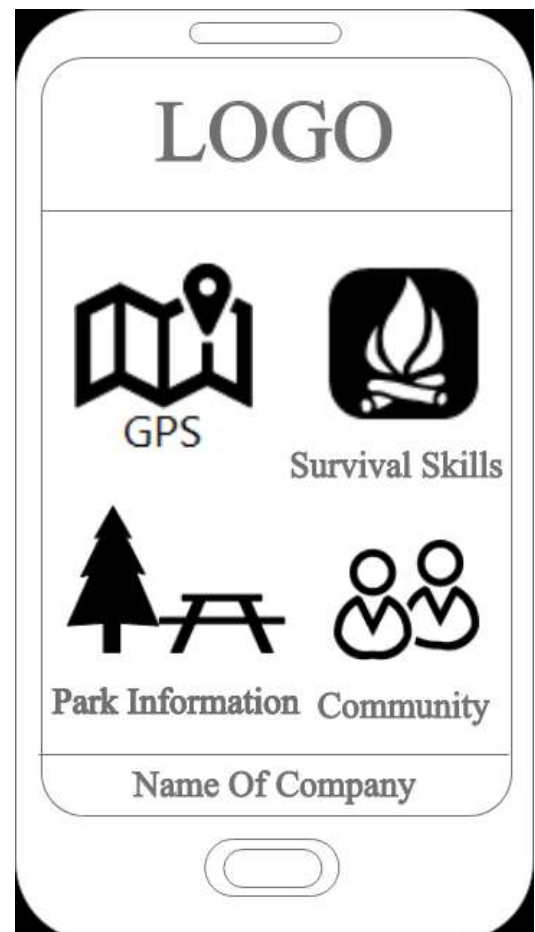 LOGO
GPS
Survival Skills
Park Information
Community
Name Of Company